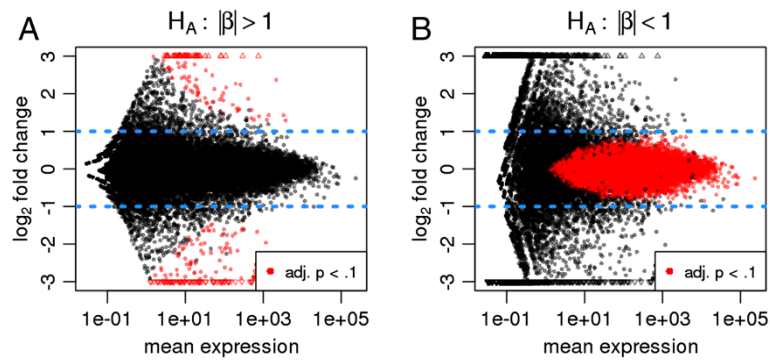 A
H_A : |β| > 1
log₂ fold change
3
2
1
0
-1
-2
-3
adj. p < .1
1e-01
1e+01
1e+03
1e+05
mean expression
B
H_A : |β| < 1
log₂ fold change
3
2
1
0
-1
-2
-3
adj. p < .1
1e-01
1e+01
1e+03
1e+05
mean expression